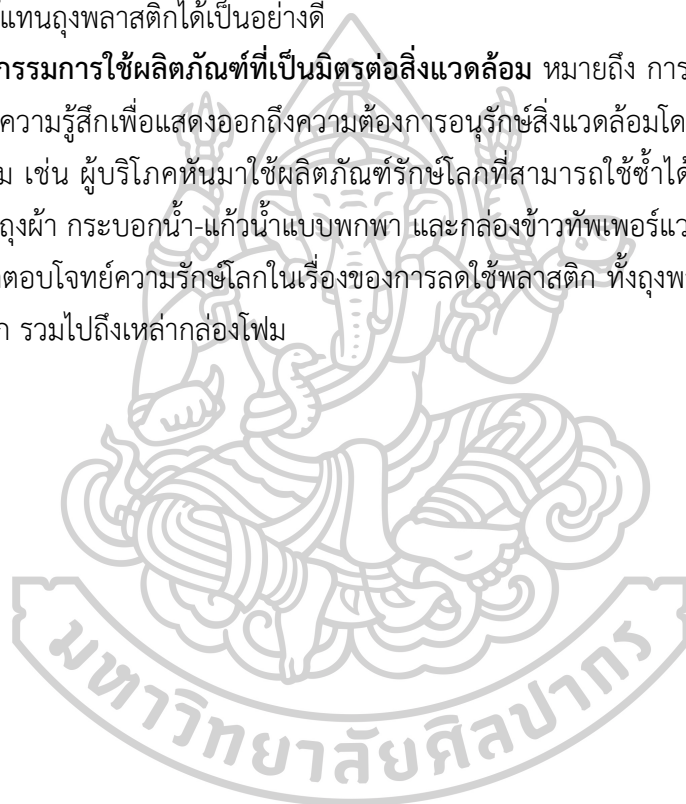 ้แทนถุงพลาสติกได้เป็นอย่างดี
กรรมการใช้ผลิตภัณฑ์ที่เป็นมิตรต่อสิ่งแวดล้อม หมายถึง การ
ความรู้สึกเพื่อแสดงออกถึงความต้องการอนุรักษ์สิ่งแวดล้อมโด
ม เช่น ผู้บริโภคหันมาใช้ผลิตภัณฑ์รักษ์โลกที่สามารถใช้ซ้ำได้
ถุงผ้า กระบอกน้ำ-แก้วน้ำแบบพกพา และกล่องข้าวทัพเพอร์แว
ตอบโจทย์ความรักษ์โลกในเรื่องของการลดใช้พลาสติก ทั้งถุงพ
ก รวมไปถึงเหล่ากล่องโฟม
มหาวิทยาลัยศิลปากร